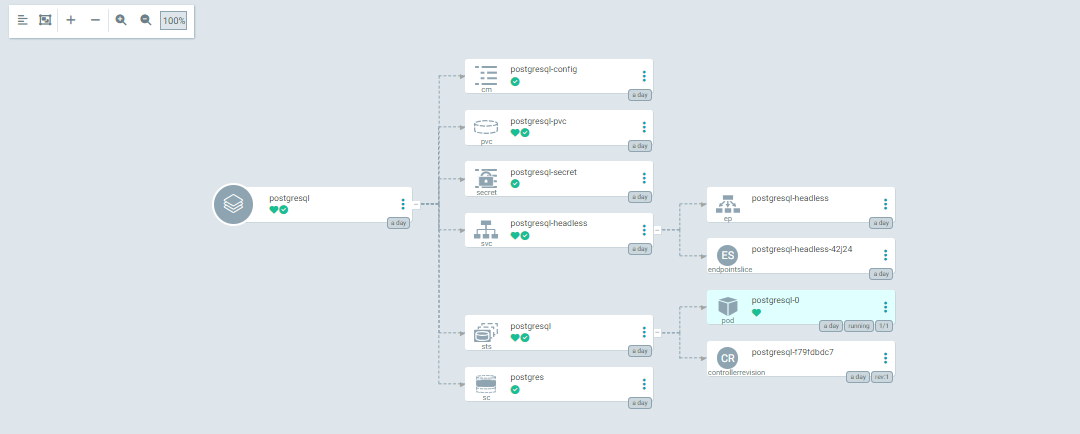 100%
postgresql-config
cm
a day
postgresql-pvc
pvc
a day
postgresql-secret
secret
a day
postgresql
a day
postgresql-headless
svc
a day
postgresql-headless
ep
a day
postgresql-headless-42j24
ES
endpointslice
a day
postgresql-0
pod
a day running 1/1
postgresql
sts
a day
postgresql-f79fdbdc7
CR
controllerrevision
a day rev:1
postgres
sc
a day